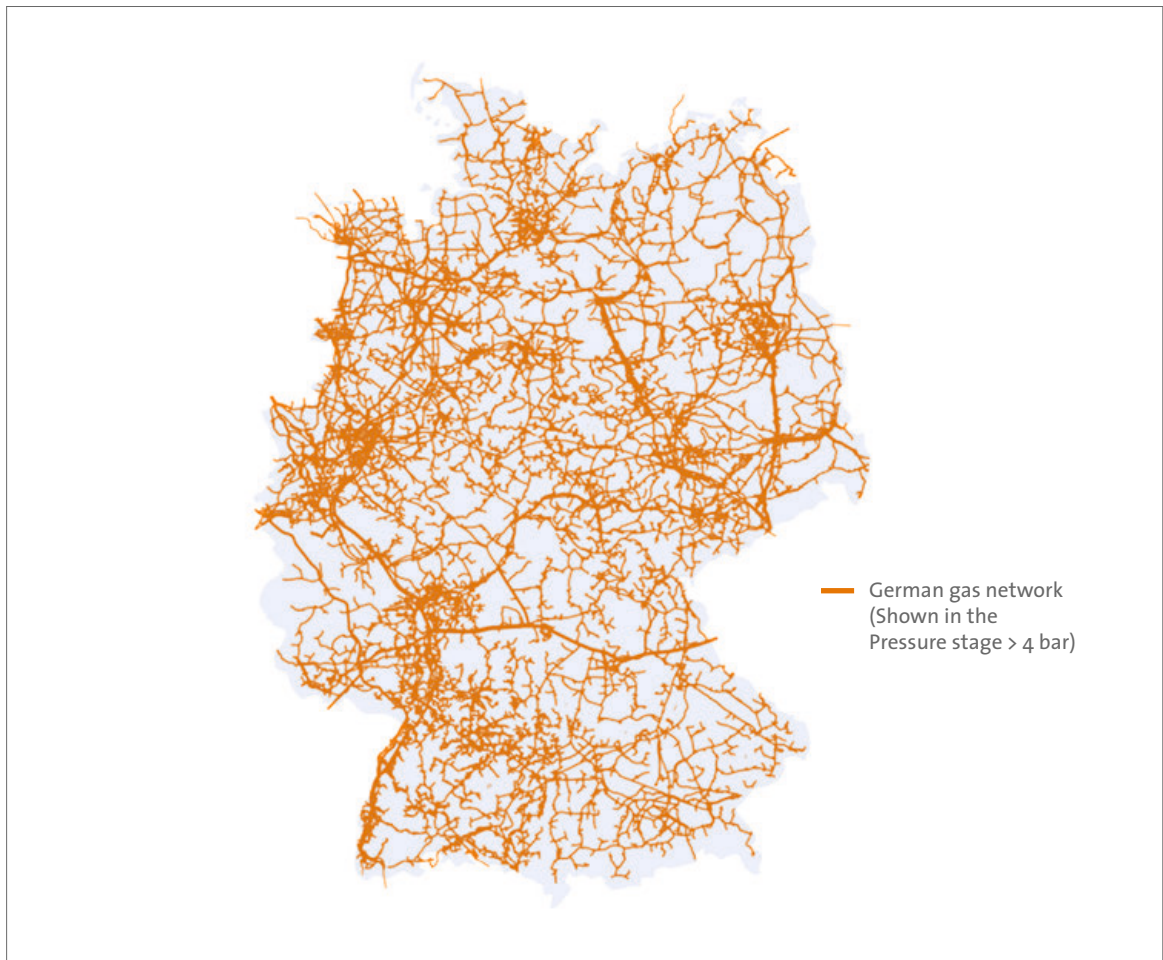 German gas network
(Shown in the
Pressure stage > 4 bar)